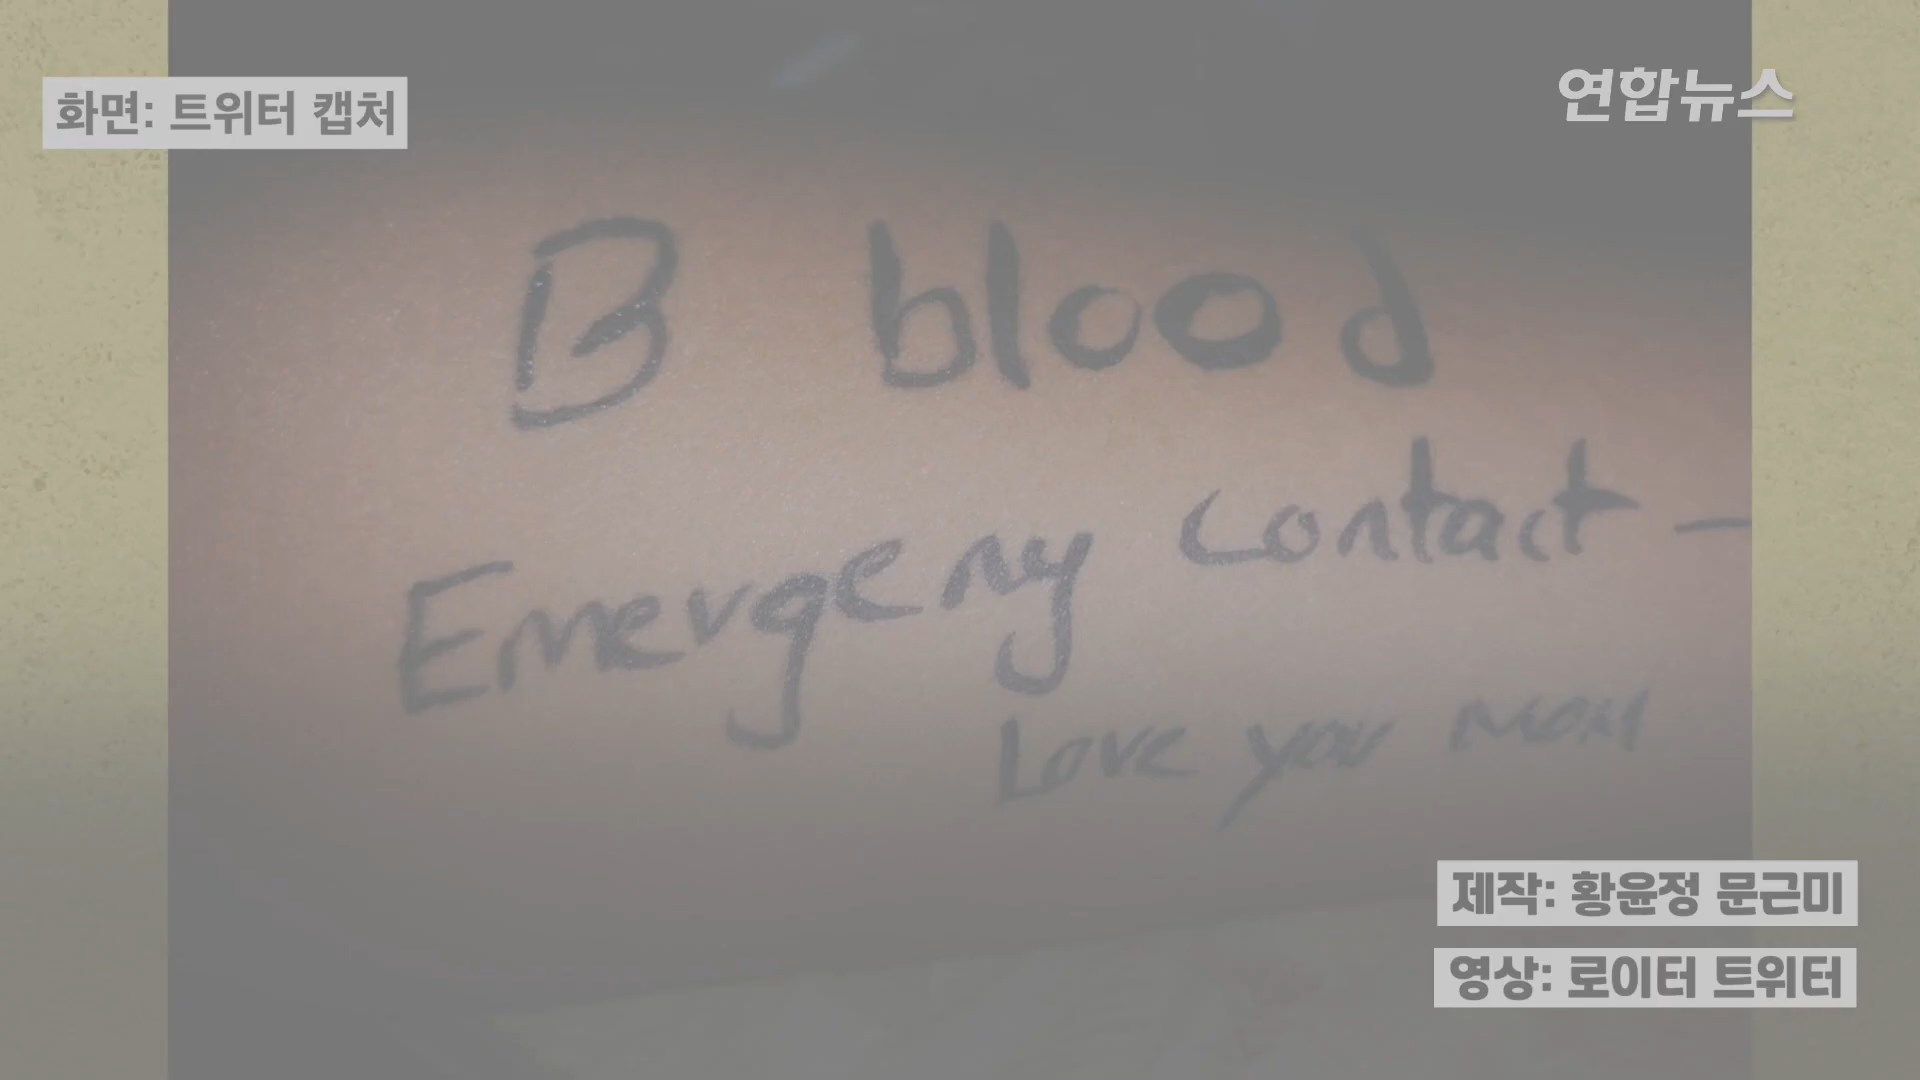 화면: 트위터 캡처
연합뉴스
B blood
Emergeny contact -
Love you MOM
제작: 황윤정 문근미
영상: 로이터 트위터